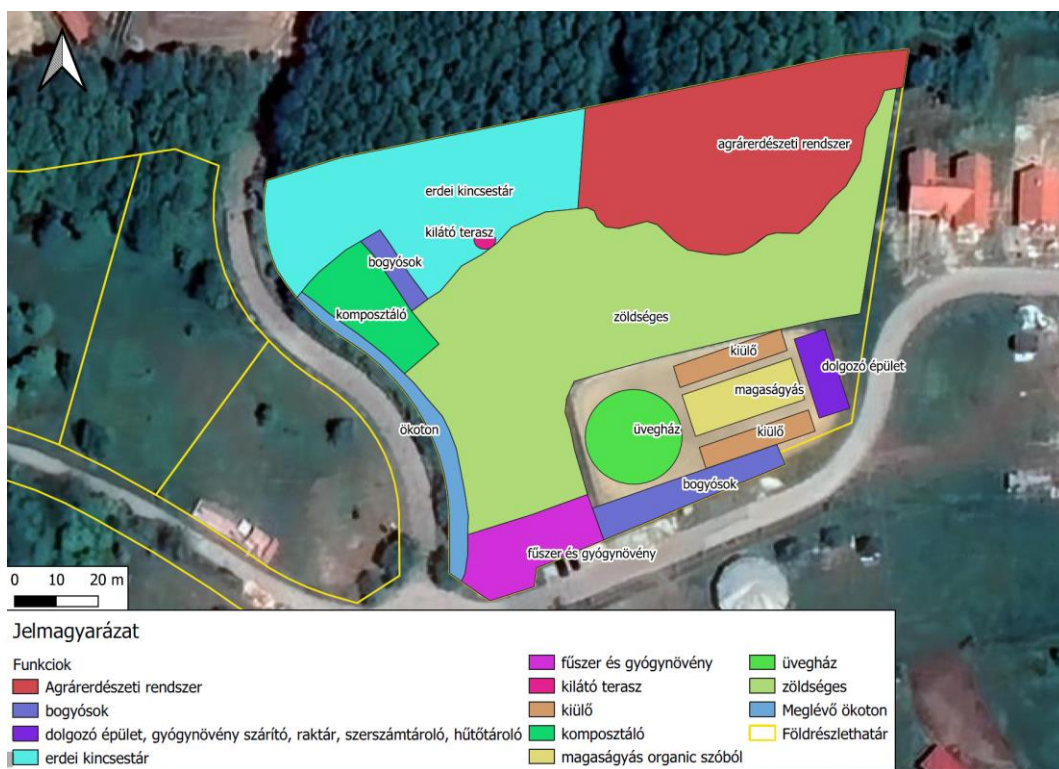 agrárerdészeti rendszer
erdei kincsestár
kilátó terasz
bogyósok
komposztáló
zöldséges
kiülő
dolgozó épület
magaságyás
ökoton
üvegház
kiülő
bogyósok
fűszer és gyógynövény
0 10 20 m
Jelmagyarázat
Funkciok
Agrárerdészeti rendszer
bogyósok
dolgozó épület, gyógynövény szárító, raktár, szerszámtároló, hűtőtároló
erdei kincsestár
fűszer és gyógynövény
kilátó terasz
kiülő
komposztáló
magaságyás organic szóból
üvegház
zöldséges
Meglévő ökoton
Földrészlethatár